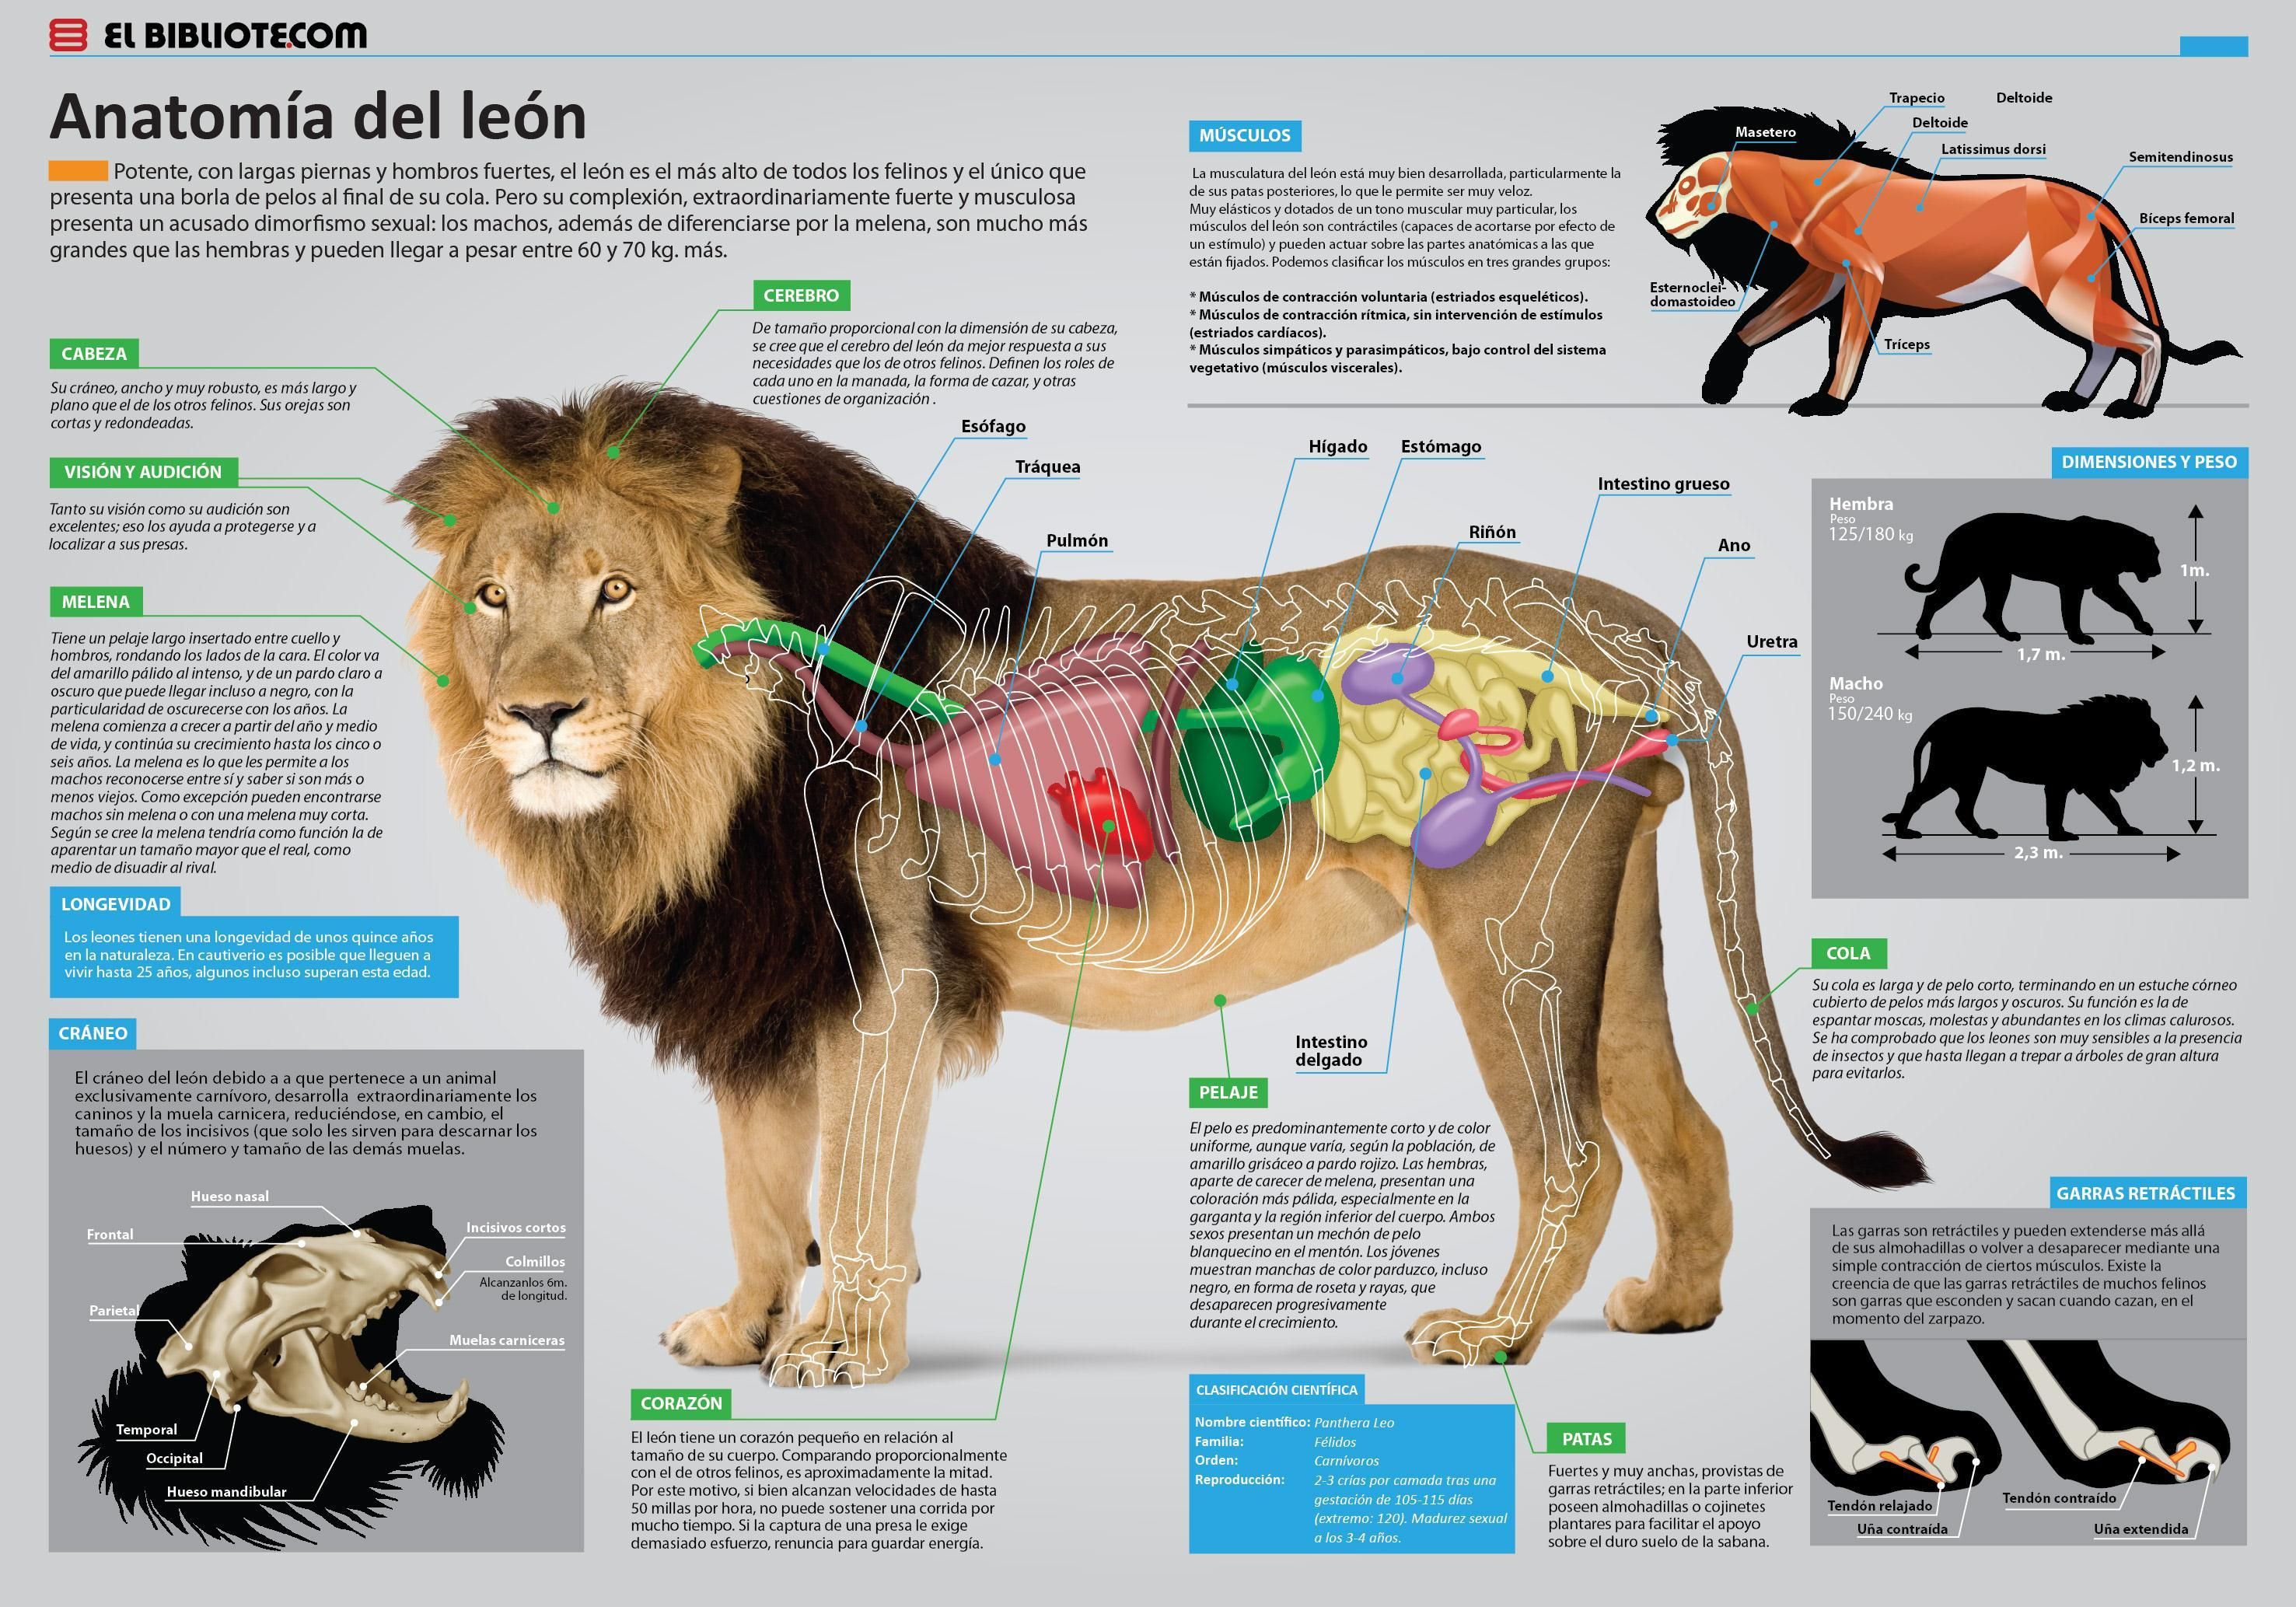 EL BIBLIOTE.COM
Anatomía del león
Potente, con largas piernas y hombros fuertes, el león es el más alto de todos los felinos y el único que
presenta una borla de pelos al final de su cola. Pero su complexión, extraordinariamente fuerte y musculosa
presenta un acusado dimorfismo sexual: los machos, además de diferenciarse por la melena, son mucho más
grandes que las hembras y pueden llegar a pesar entre 60 y 70 kg. más.
CABEZA
Su cráneo, ancho y muy robusto, es más largo y
plano que el de los otros felinos. Sus orejas son
cortas y redondeadas.
CEREBRO
De tamaño proporcional con la dimensión de su cabeza,
se cree que el cerebro del león da mejor respuesta a sus
necesidades que los de otros felinos. Definen los roles de
cada uno en la manada, la forma de cazar, y otras
cuestiones de organización .
VISIÓN Y AUDICIÓN
Tanto su visión como su audición son
excelentes; eso los ayuda a protegerse y a
localizar a sus presas.
MELENA
Tiene un pelaje largo insertado entre cuello y
hombros, rondando los lados de la cara. El color va
del amarillo pálido al intenso, y de un pardo claro a
oscuro que puede llegar incluso a negro, con la
particularidad de oscurecerse con los años. La
melena comienza a crecer a partir del año y medio
de vida, y continúa su crecimiento hasta los cinco o
seis años. La melena es lo que les permite a los
machos reconocerse entre sí y saber si son más o
menos viejos. Como excepción pueden encontrarse
machos sin melena o con una melena muy corta.
Según se cree la melena tendría como función la de
aparentar un tamaño mayor que el real, como
medio de disuadir al rival.
LONGEVIDAD
Los leones tienen una longevidad de unos quince años
en la naturaleza. En cautiverio es posible que lleguen a
vivir hasta 25 años, algunos incluso superan esta edad.
CRÁNEO
El cráneo del león debido a a que pertenece a un animal
exclusivamente carnívoro, desarrolla extraordinariamente los
caninos y la muela carnicera, reduciéndose, en cambio, el
tamaño de los incisivos (que solo les sirven para descarnar los
huesos) y el número y tamaño de las demás muelas.
Hueso nasal
Frontal
Incisivos cortos
Colmillos
Alcanzanlos 6m.
de longitud.
Parietal
Muelas carniceras
Temporal
Occipital
Hueso mandibular
Esófago
Tráquea
Pulmón
Hígado
Estómago
Riñón
Intestino grueso
Ano
Uretra
Intestino
delgado
CORAZÓN
El león tiene un corazón pequeño en relación al
tamaño de su cuerpo. Comparando proporcionalmente
con el de otros felinos, es aproximadamente la mitad.
Por este motivo, si bien alcanzan velocidades de hasta
50 millas por hora, no puede sostener una corrida por
mucho tiempo. Si la captura de una presa le exige
demasiado esfuerzo, renuncia para guardar energía.
MÚSCULOS
La musculatura del león está muy bien desarrollada, particularmente la
de sus patas posteriores, lo que le permite ser muy veloz.
Muy elásticos y dotados de un tono muscular muy particular, los
músculos del león son contráctiles (capaces de acortarse por efecto de
un estímulo) y pueden actuar sobre las partes anatómicas a las que
están fijados. Podemos clasificar los músculos en tres grandes grupos:
* Músculos de contracción voluntaria (estriados esqueléticos).
* Músculos de contracción rítmica, sin intervención de estímulos
(estriados cardíacos).
* Músculos simpáticos y parasimpáticos, bajo control del sistema
vegetativo (músculos viscerales).
Trapecio
Deltoide
Deltoide
Masetero
Latissimus dorsi
Semitendinosus
Bíceps femoral
Esternoclei-
domastoideo
Tríceps
DIMENSIONES Y PESO
Hembra
Peso
125/180 kg
1m.
1,7 m.
Macho
Peso
150/240 kg
1,2 m.
2,3 m.
COLA
Su cola es larga y de pelo corto, terminando en un estuche córneo
cubierto de pelos más largos y oscuros. Su función es la de
espantar moscas, molestas y abundantes en los climas calurosos.
Se ha comprobado que los leones son muy sensibles a la presencia
de insectos y que hasta llegan a trepar a árboles de gran altura
para evitarlos.
PELAJE
El pelo es predominantemente corto y de color
uniforme, aunque varía, según la población, de
amarillo grisáceo a pardo rojizo. Las hembras,
aparte de carecer de melena, presentan una
coloración más pálida, especialmente en la
garganta y la región inferior del cuerpo. Ambos
sexos presentan un mechón de pelo
blanquecino en el mentón. Los jóvenes
muestran manchas de color parduzco, incluso
negro, en forma de roseta y rayas, que
desaparecen progresivamente
durante el crecimiento.
CLASIFICACIÓN CIENTÍFICA
Nombre científico: Panthera Leo
Familia: Félidos
Orden: Carnívoros
Reproducción: 2-3 crías por camada tras una
gestación de 105-115 días
(extremo: 120). Madurez sexual
a los 3-4 años.
PATAS
Fuertes y muy anchas, provistas de
garras retráctiles; en la parte inferior
poseen almohadillas o cojinetes
plantares para facilitar el apoyo
sobre el duro suelo de la sabana.
GARRAS RETRÁCTILES
Las garras son retráctiles y pueden extenderse más allá
de sus almohadillas o volver a desaparecer mediante una
simple contracción de ciertos músculos. Existe la
creencia de que las garras retráctiles de muchos felinos
son garras que esconden y sacan cuando cazan, en el
momento del zarpazo.
Tendón relajado
Uña contraída
Tendón contraído
Uña extendida